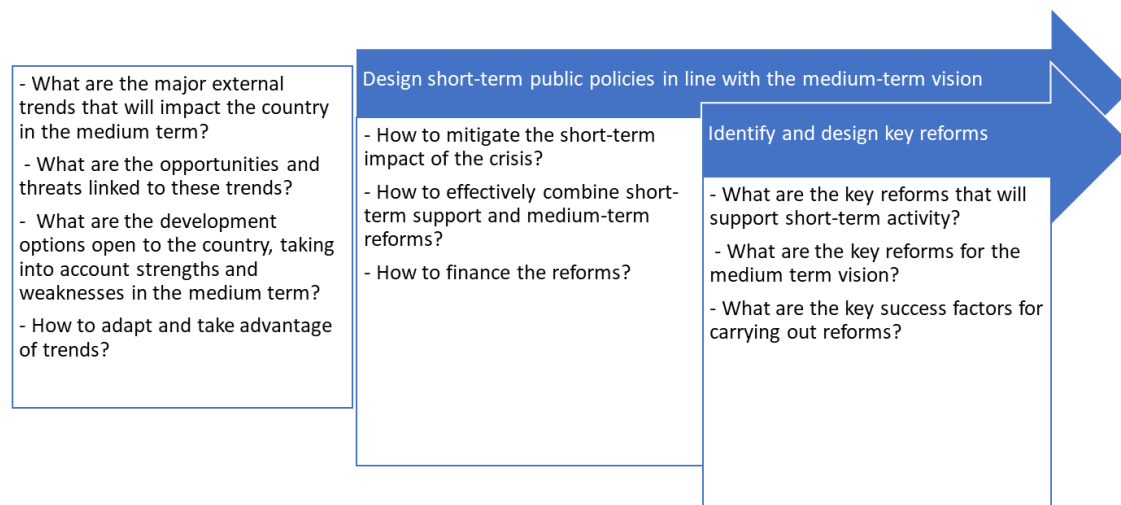 - What are the major external
trends that will impact the country
in the medium term?
- What are the opportunities and
threats linked to these trends?
- What are the development
options open to the country, taking
into account strengths and
weaknesses in the medium term?
- How to adapt and take advantage
of trends?
Design short-term public policies in line with the medium-term vision
- How to mitigate the short-term
impact of the crisis?
- How to effectively combine short-
term support and medium-term
reforms?
- How to finance the reforms?
Identify and design key reforms
- What are the key reforms that will
support short-term activity?
- What are the key reforms for the
medium term vision?
- What are the key success factors for
carrying out reforms?